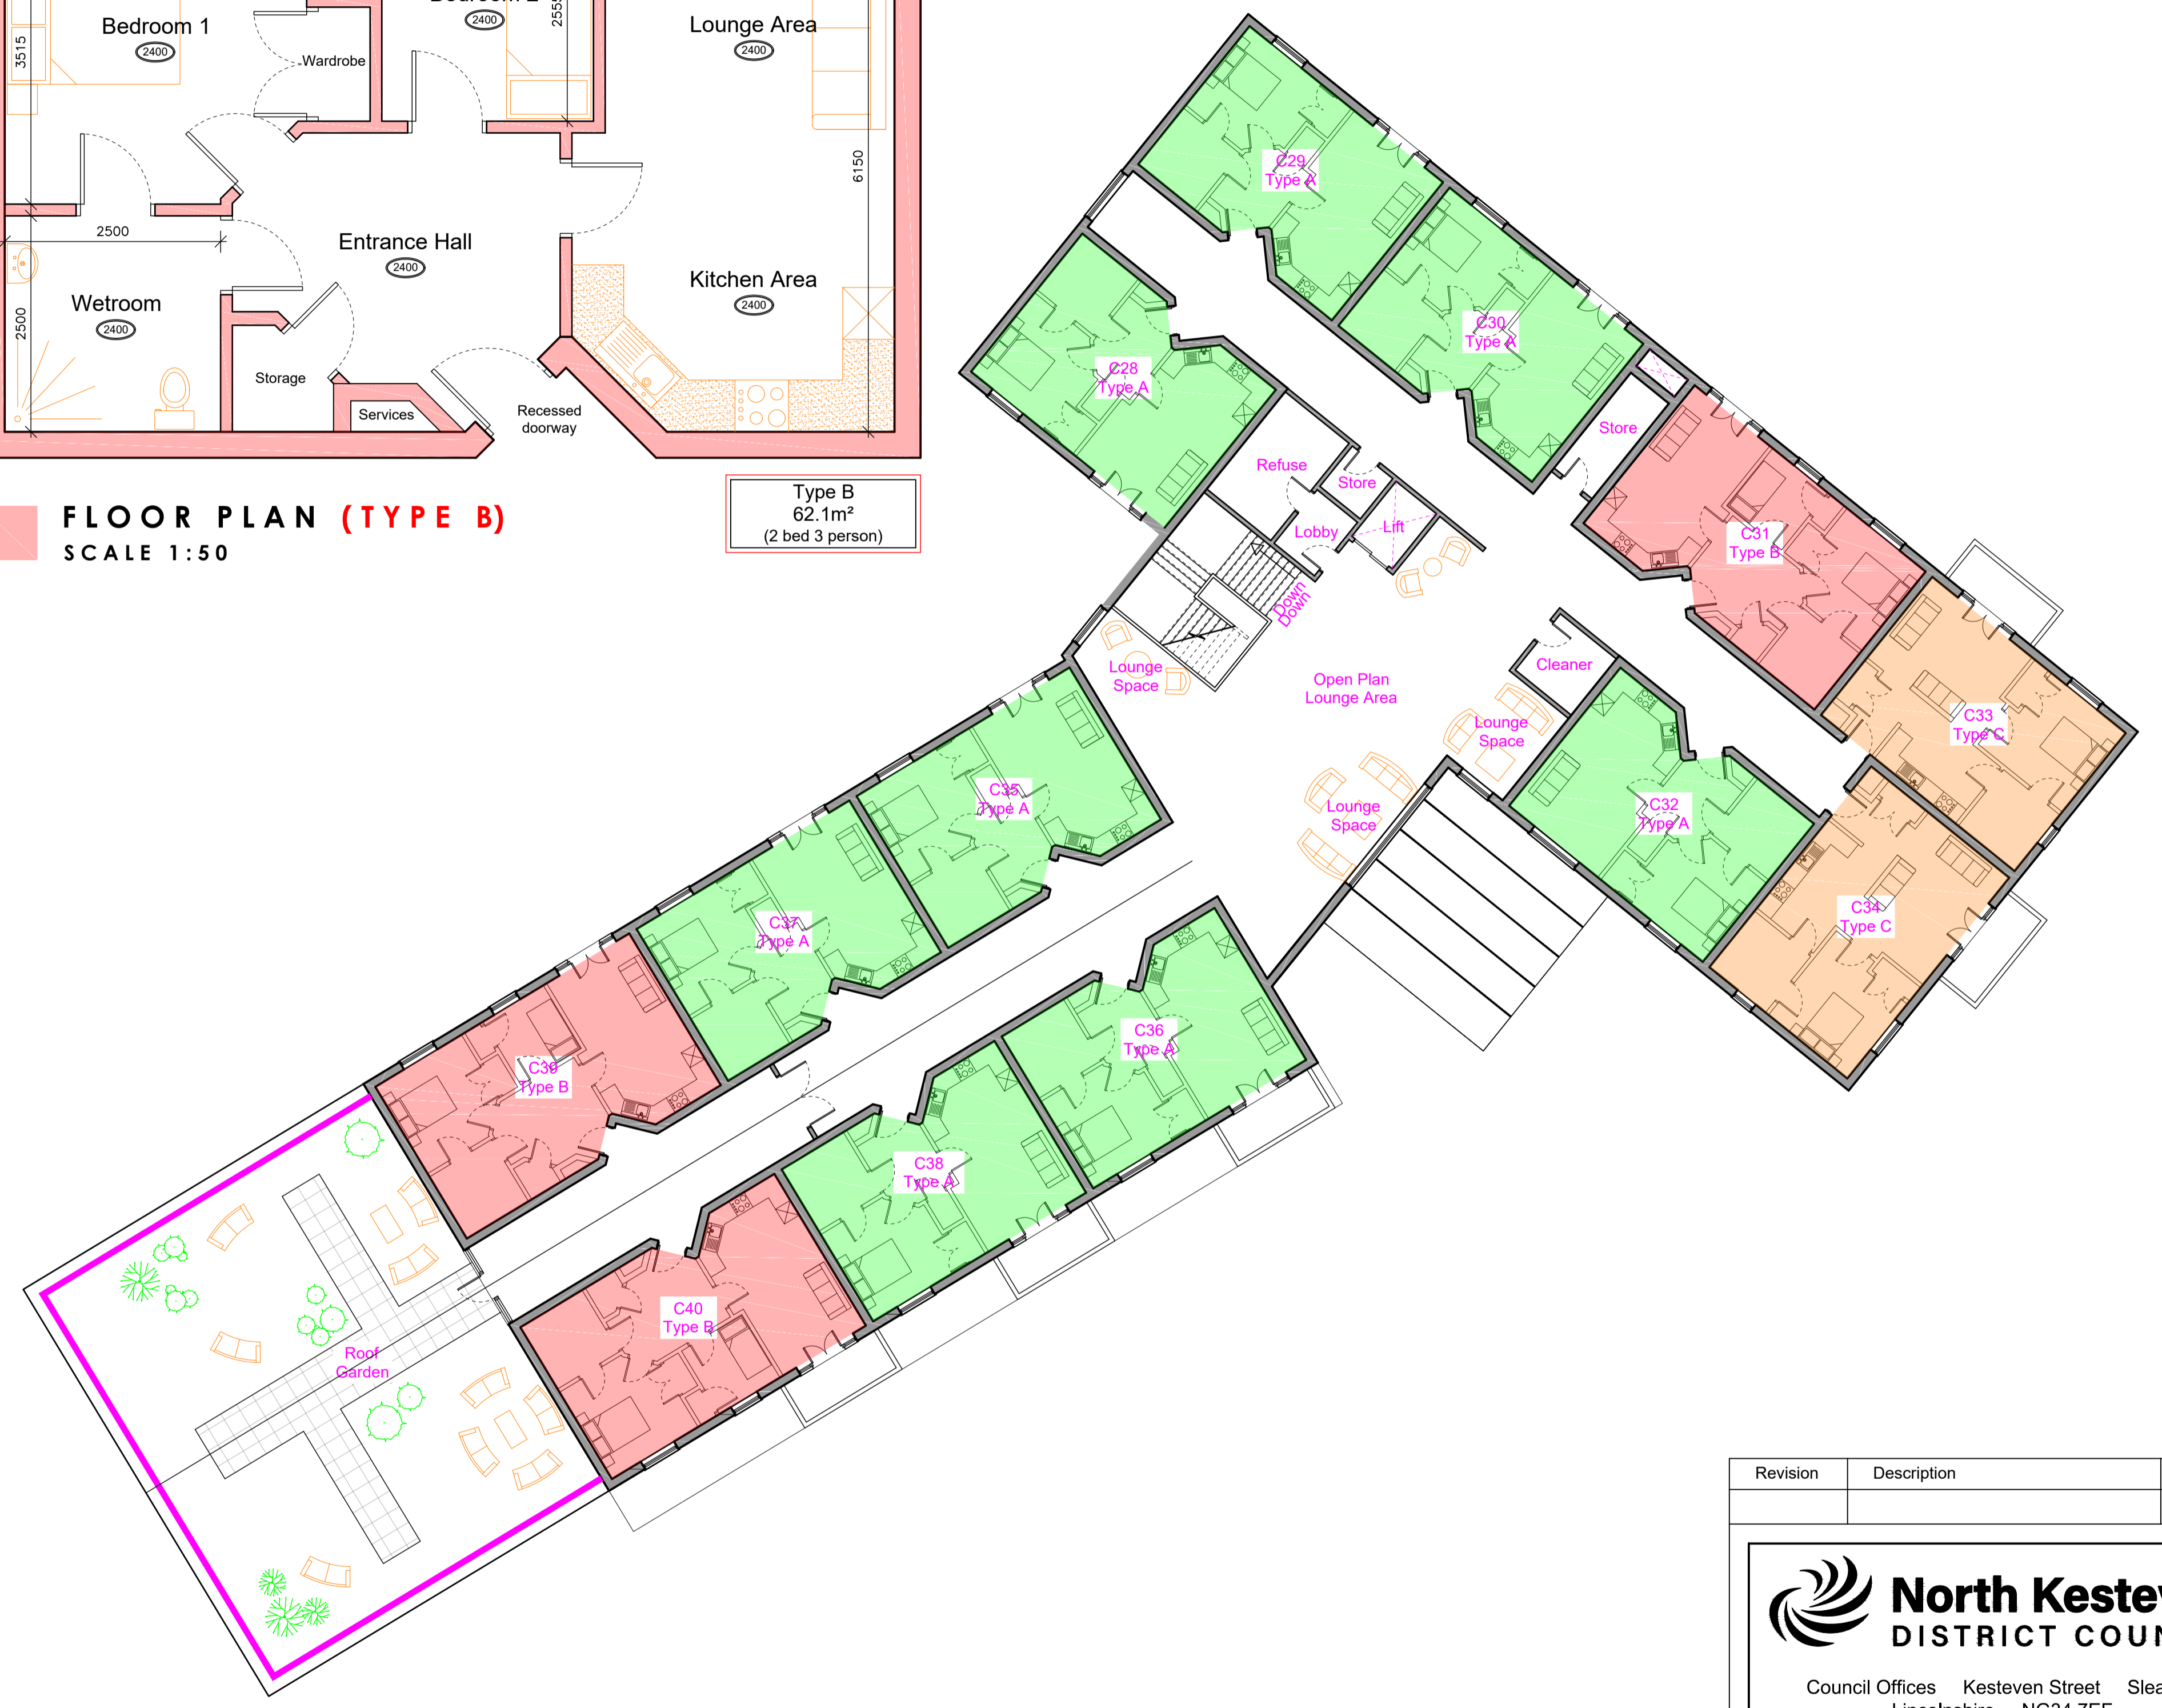 Bedroom 1
2400
3515
Wardrobe
2400
Lounge Area
2400
6150
2500
Entrance Hall
2400
Wetroom
2400
2500
Kitchen Area
2400
Storage
Services
Recessed
doorway
FLOOR PLAN (TYPE B)
SCALE 1:50
Type B
62.1m²
(2 bed 3 person)
C29
Type A
C30
Type A
C28
Type A
Store
Refuse
Store
Lift
Lobby
C31
Type B
Down
Down
Lounge
Space
Open Plan
Lounge Area
Cleaner
Lounge
Space
C33
Type C
Lounge
Space
C32
Type A
C34
Type C
C35
Type A
C37
Type A
C36
Type A
C39
Type B
C38
Type A
C40
Type B
Roof
Garden
Revision Description
North Keste
DISTRICT COUN
Council Offices Kesteven Street Slea